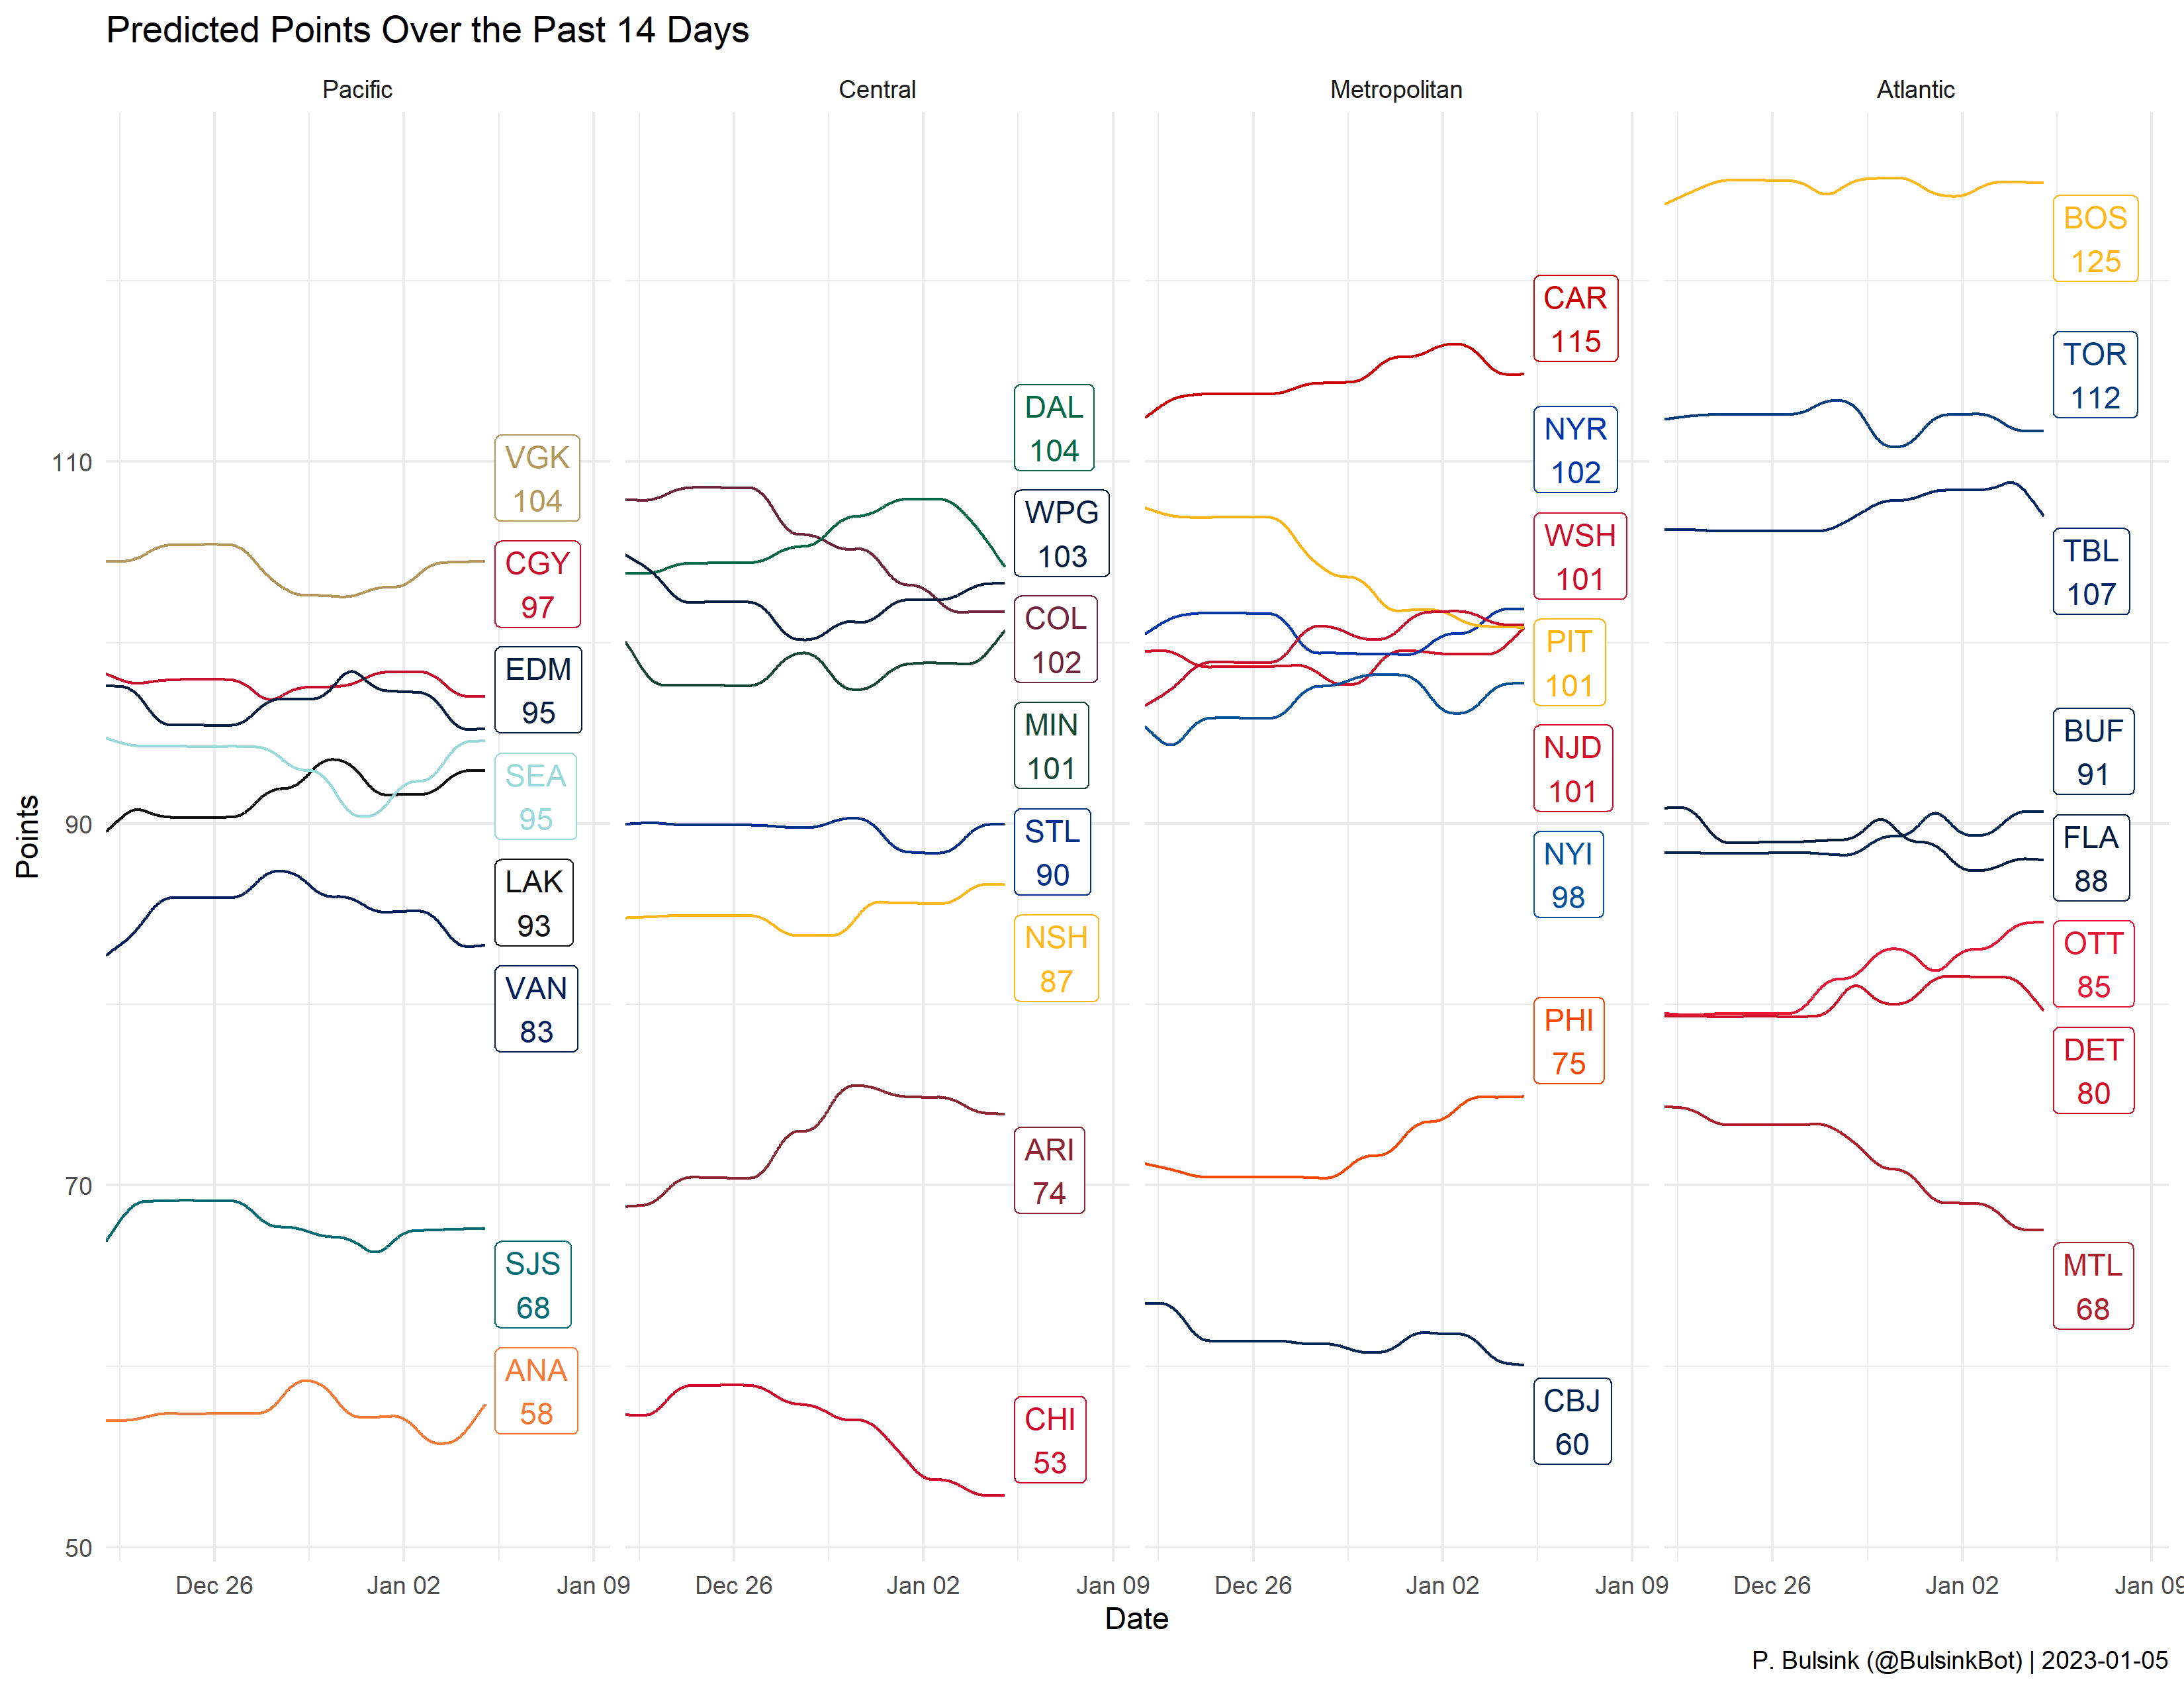 Predicted Points Over the Past 14 Days
Pacific
Central
Metropolitan
Atlantic
Points
110
90
70
50
VGK
104
CGY
97
EDM
95
SEA
95
LAK
93
VAN
83
SJS
68
ANA
58
DAL
104
WPG
103
COL
102
MIN
101
STL
90
NSH
87
ARI
74
CHI
53
CAR
115
NYR
102
WSH
101
PIT
101
NJD
101
NYI
98
PHI
75
CBJ
60
BOS
125
TOR
112
TBL
107
BUF
91
FLA
88
OTT
85
DET
80
MTL
68
Dec 26 Jan 02 Jan 09 Dec 26 Jan 02 Jan 09 Dec 26 Jan 02 Jan 09 Dec 26 Jan 02 Jan 09
Date
P. Bulsink (@BulsinkBot) | 2023-01-05